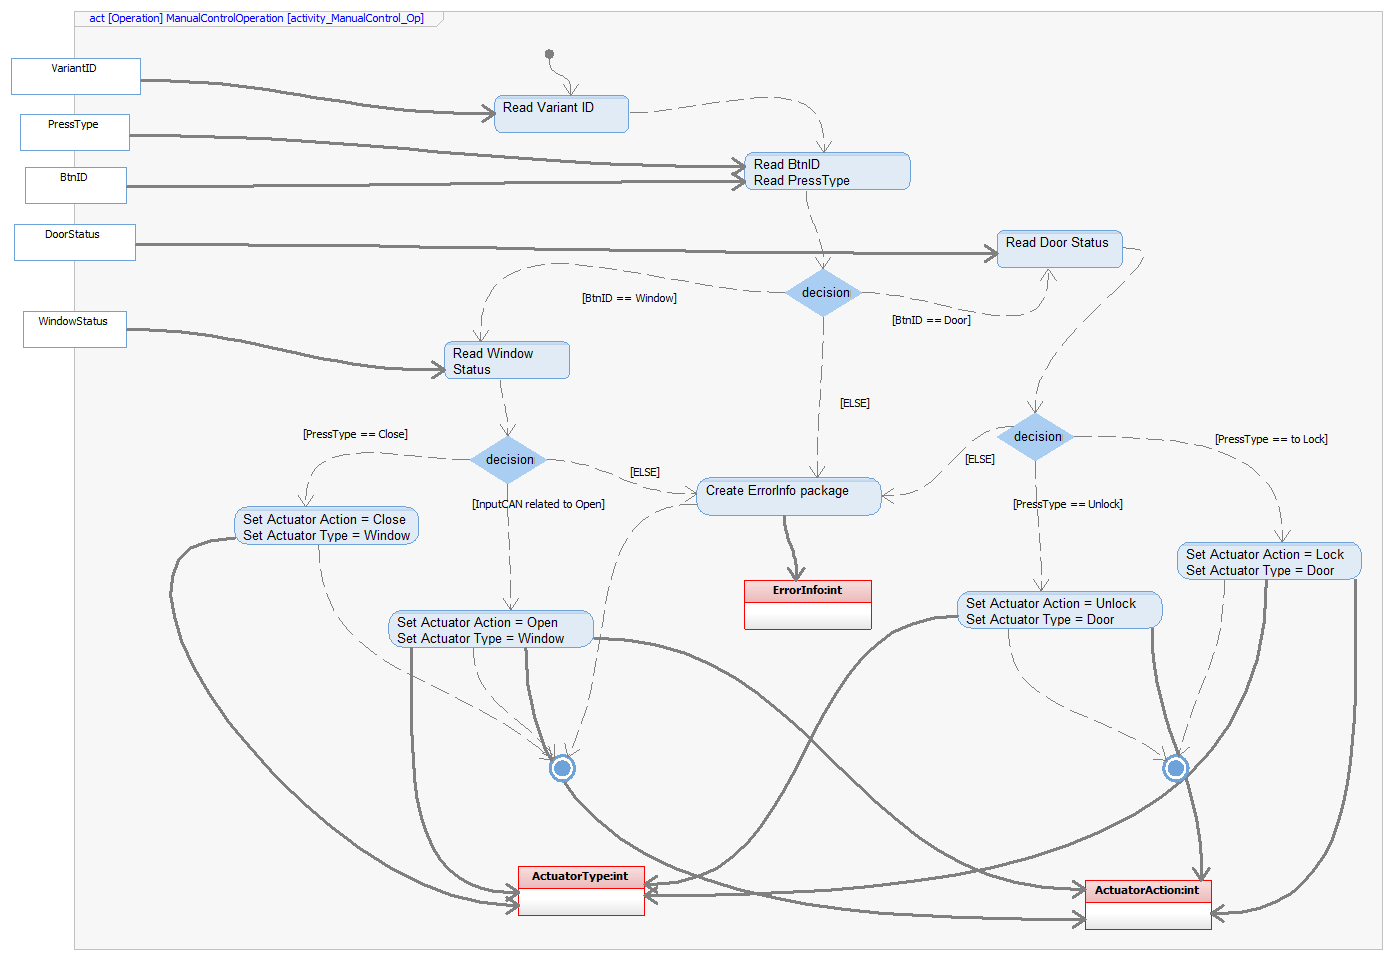 act [Operation] ManualControlOperation [activity_ManualControl_Op]
VariantID
Read Variant ID
PressType
Read BtnID
Read PressType
BtnID
DoorStatus
Read Door Status
decision
[BtnID == Window]
[BtnID == Door]
WindowStatus
Read Window
Status
[ELSE]
[PressType == Close]
decision
[ELSE]
decision
[ELSE]
[PressType == to Lock]
[InputCAN related to Open]
Create ErrorInfo package
[PressType == Unlock]
Set Actuator Action = Close
Set Actuator Type = Window
Set Actuator Action = Lock
Set Actuator Type = Door
ErrorInfo:int
Set Actuator Action = Open
Set Actuator Type = Window
Set Actuator Action = Unlock
Set Actuator Type = Door
ActuatorType:int
ActuatorAction:int